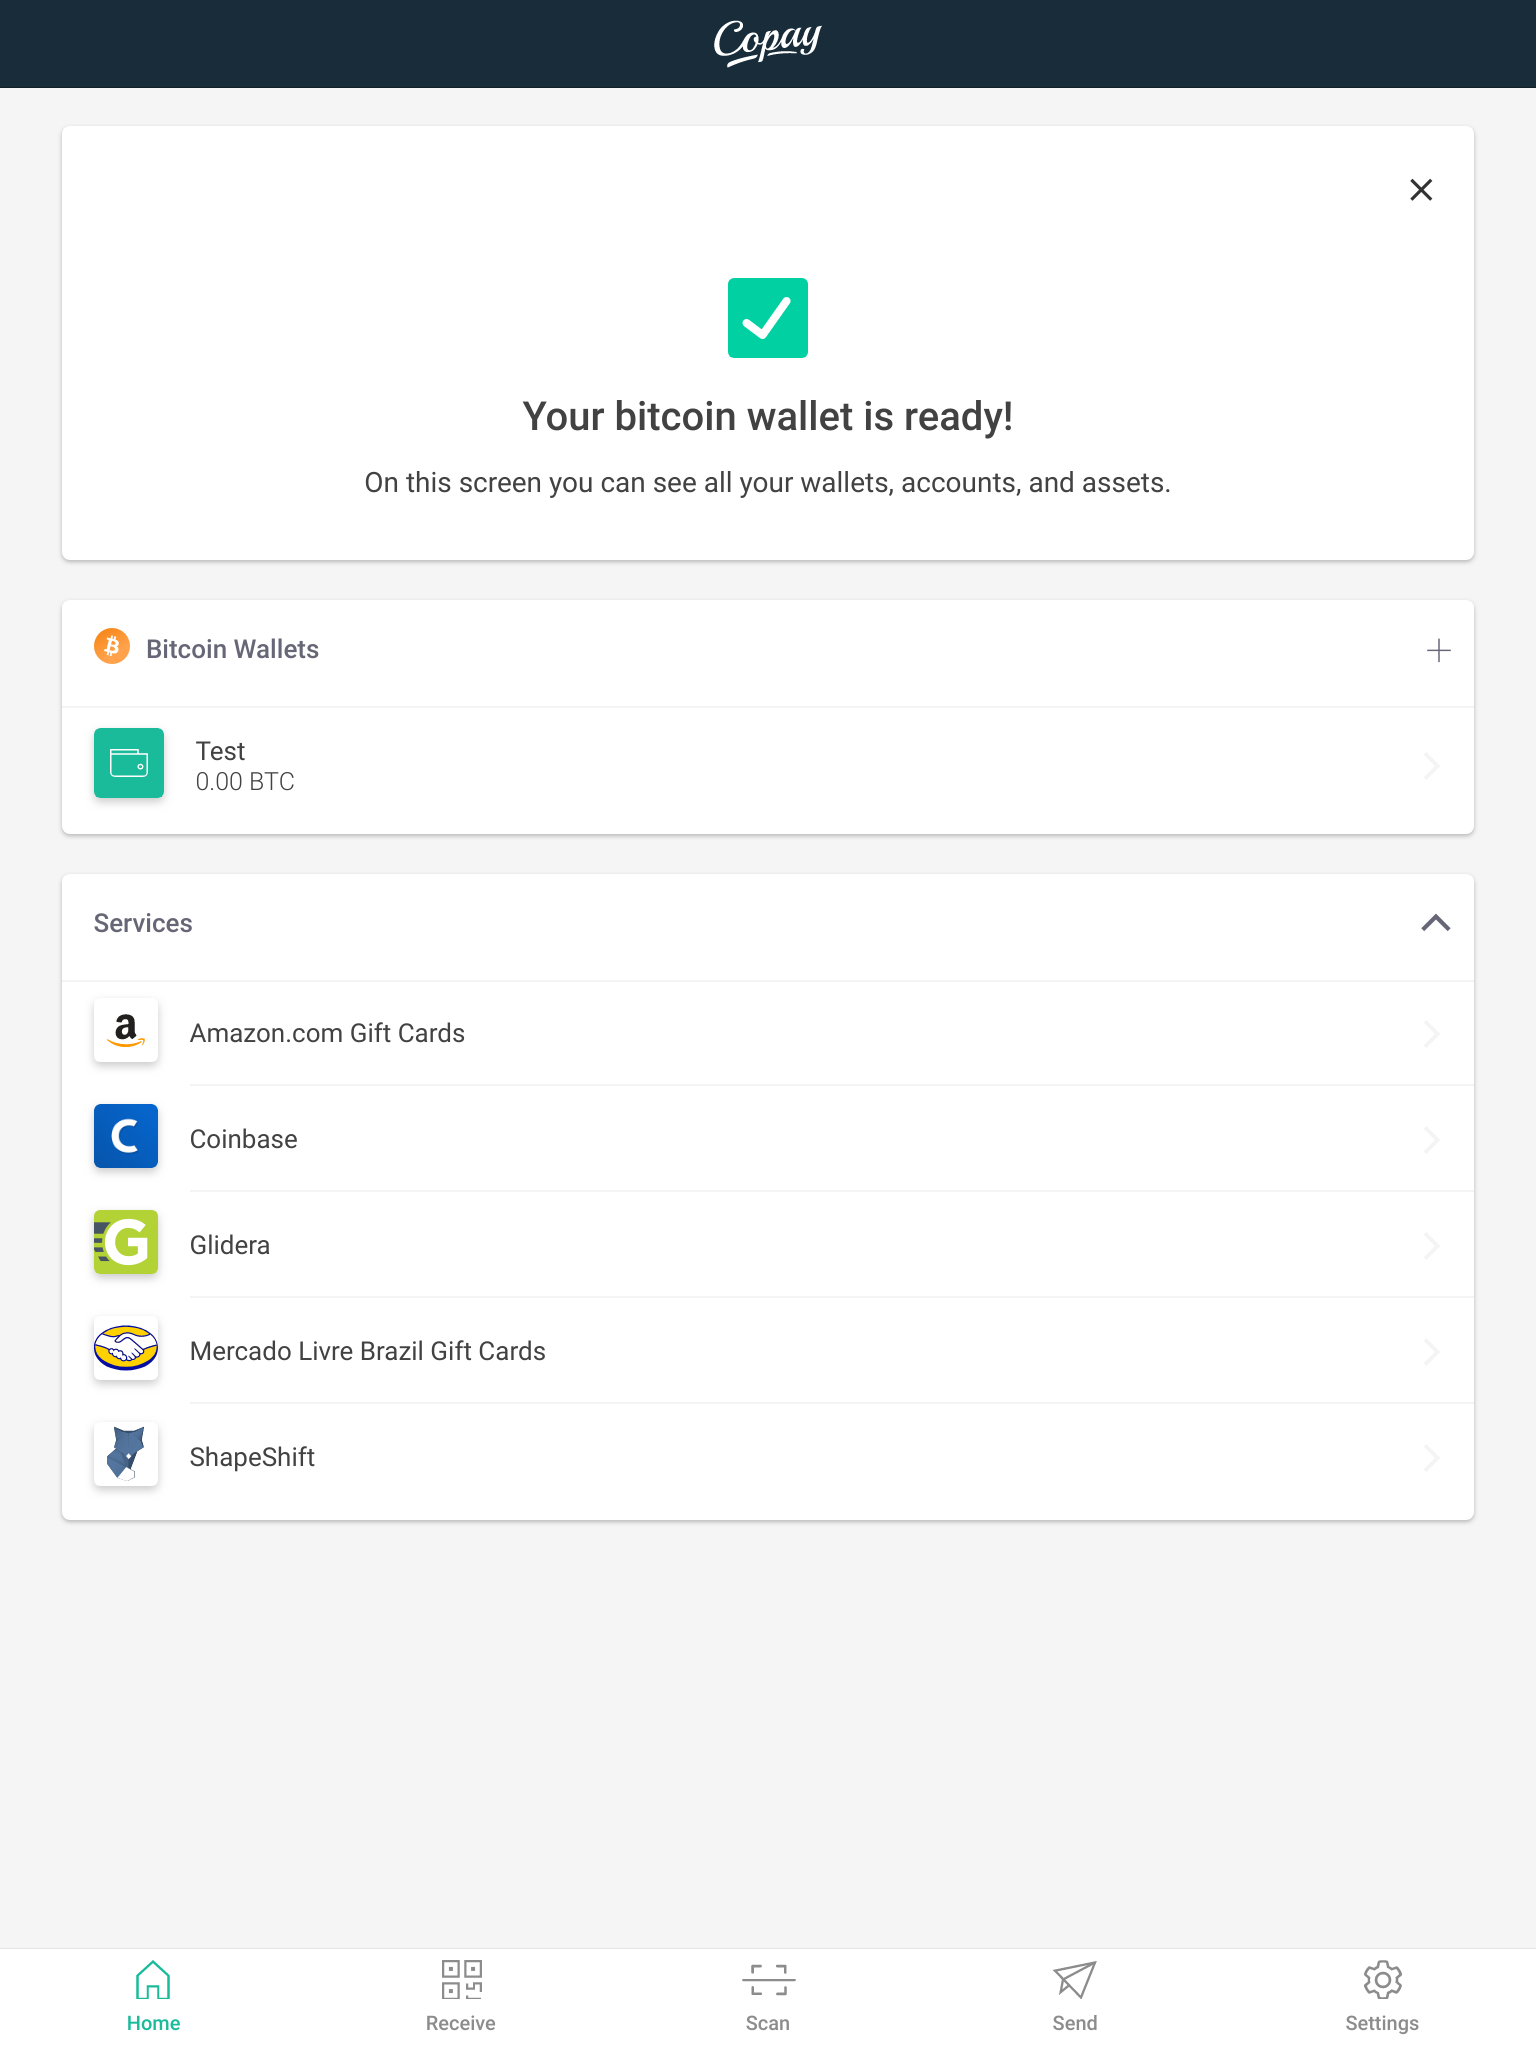 Copay
Your bitcoin wallet is ready!
On this screen you can see all your wallets, accounts, and assets.
Bitcoin Wallets
Test
0.00 BTC
Services
Amazon.com Gift Cards
Coinbase
Glidera
Mercado Livre Brazil Gift Cards
ShapeShift
Home
Receive
Scan
Send
Settings